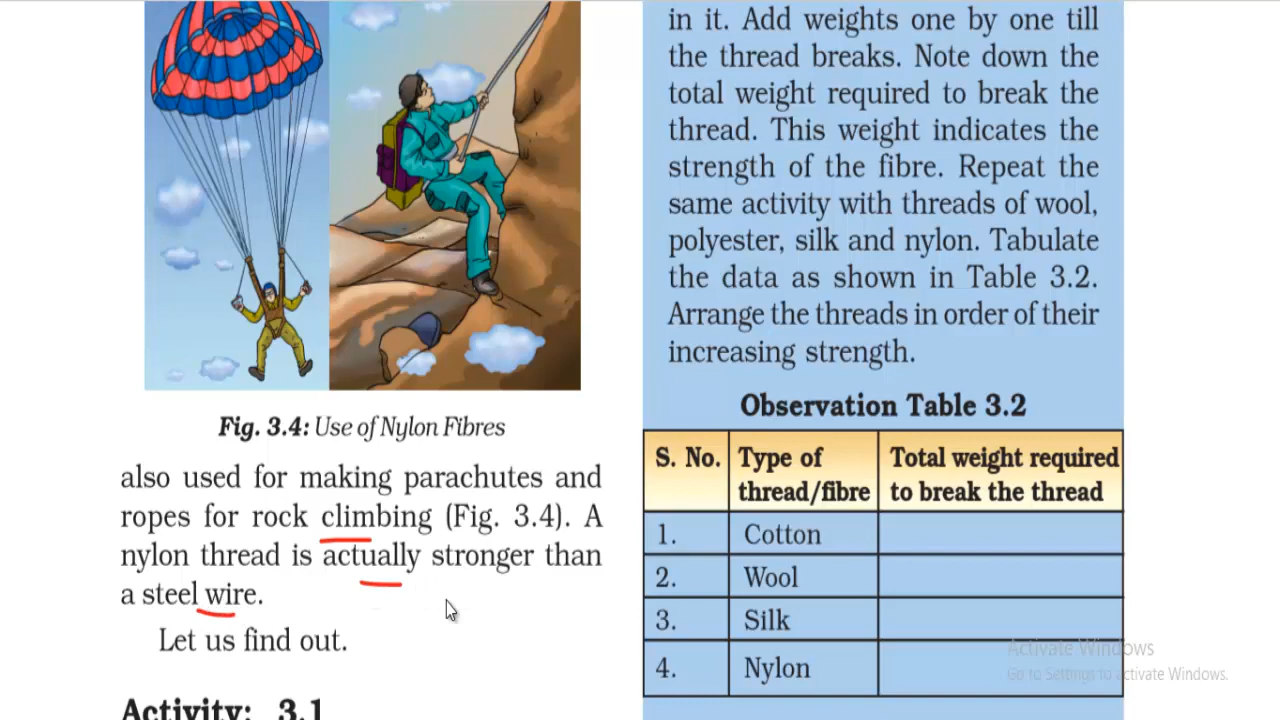 Fig. 3.4: Use of Nylon Fibres
also used for making parachutes and
ropes for rock climbing (Fig. 3.4). A
nylon thread is actually stronger than
a steel wire.
Let us find out.
Activity: 3.1
in it. Add weights one by one till
the thread breaks. Note down the
total weight required to break the
thread. This weight indicates the
strength of the fibre. Repeat the
same activity with threads of wool,
polyester, silk and nylon. Tabulate
the data as shown in Table 3.2.
Arrange the threads in order of their
increasing strength.
Observation Table 3.2
S. No. Type of thread/fibre Total weight required to break the thread
1. Cotton
2. Wool
3. Silk
4. Nylon
Activate Windows
Go to Settings to activate Windows.